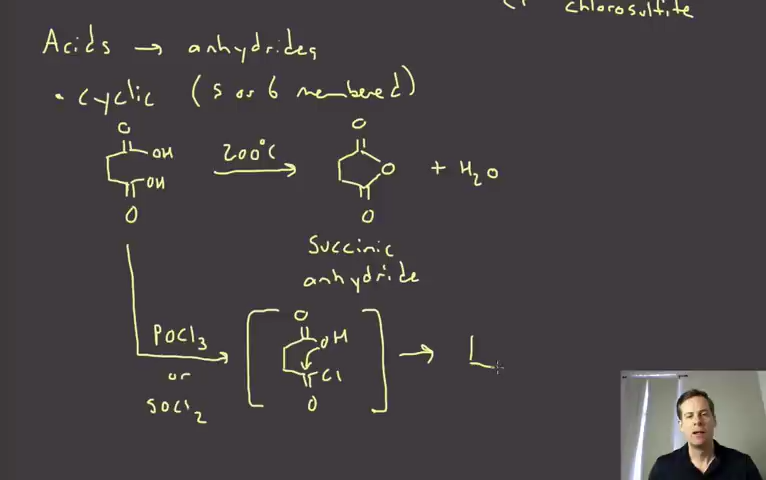 chlorosulfite
Acids → anhydrides
• cyclic (5 or 6 membered)
O
OH
OH
O
200°C
O
O
O
+ H₂O
Succinic
anhydride
POCl₃
or
SOCl₂
O
OH
Cl
O